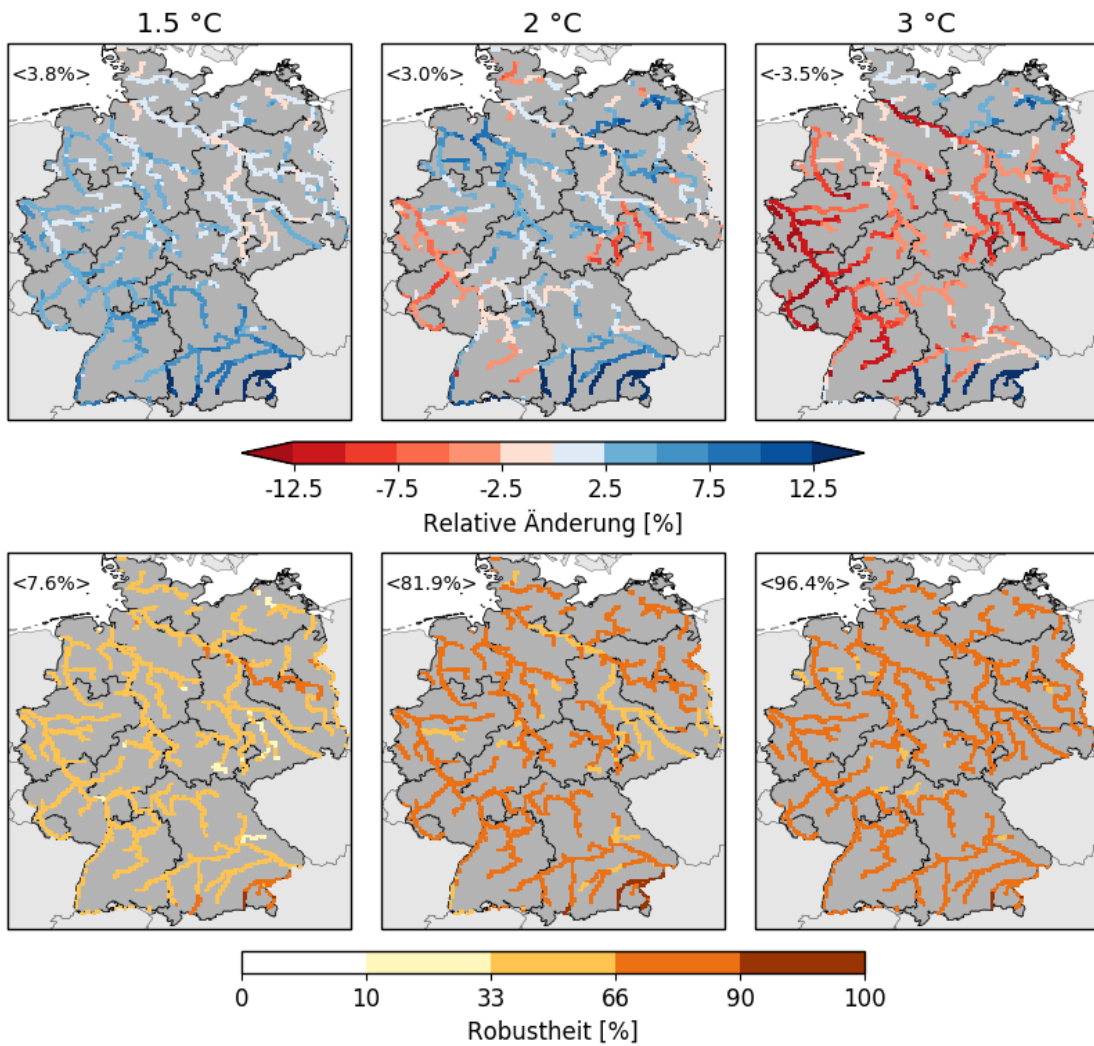 1.5 °C 2 °C 3 °C
<3.8%> <3.0%> <-3.5%>
-12.5 -7.5 -2.5 2.5 7.5 12.5
Relative Änderung [%]
<7.6%> <81.9%> <96.4%>
0 10 33 66 90 100
Robustheit [%]